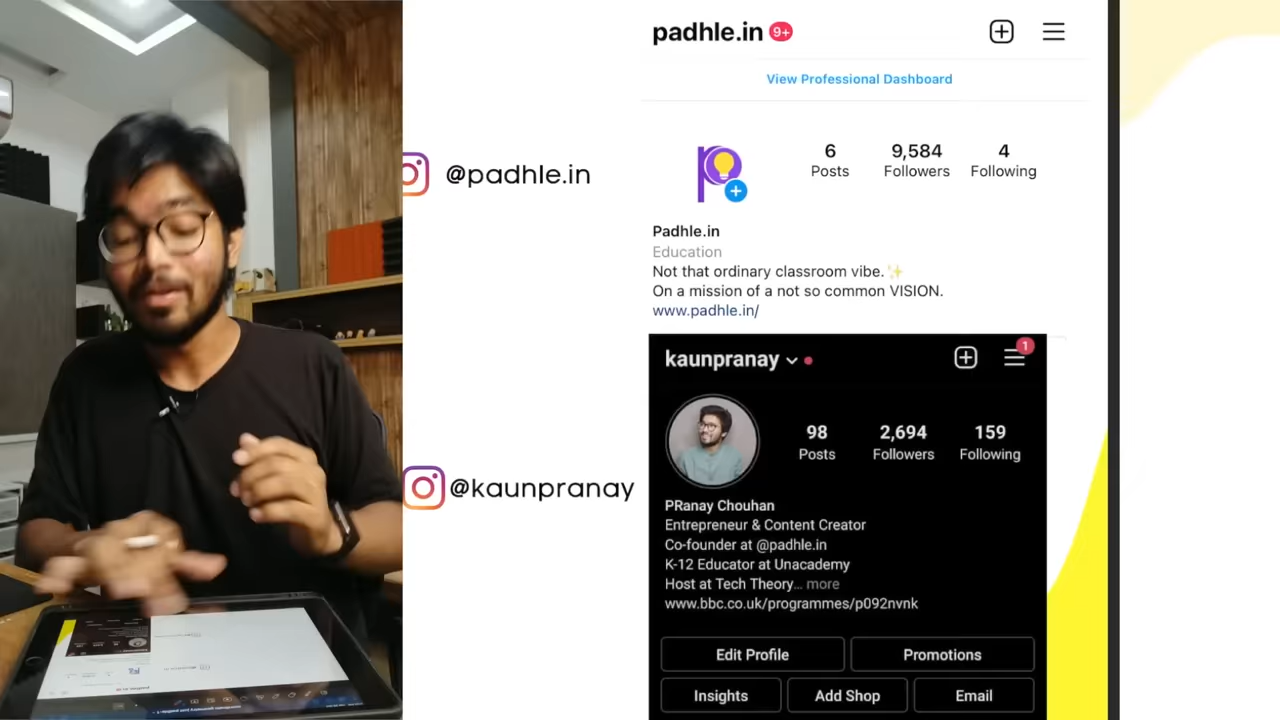 padhle.in 9+
View Professional Dashboard
6 9,584 4
Posts Followers Following
@padhle.in
Padhle.in
Education
Not that ordinary classroom vibe.✨
On a mission of a not so common VISION.
www.padhle.in/
kaunpranay 1
98 2,694 159
Posts Followers Following
@kaunpranay
PRanay Chouhan
Entrepreneur & Content Creator
Co-founder at @padhle.in
K-12 Educator at Unacademy
Host at Tech Theory... more
www.bbc.co.uk/programmes/p092nvnk
Edit Profile Promotions
Insights Add Shop Email